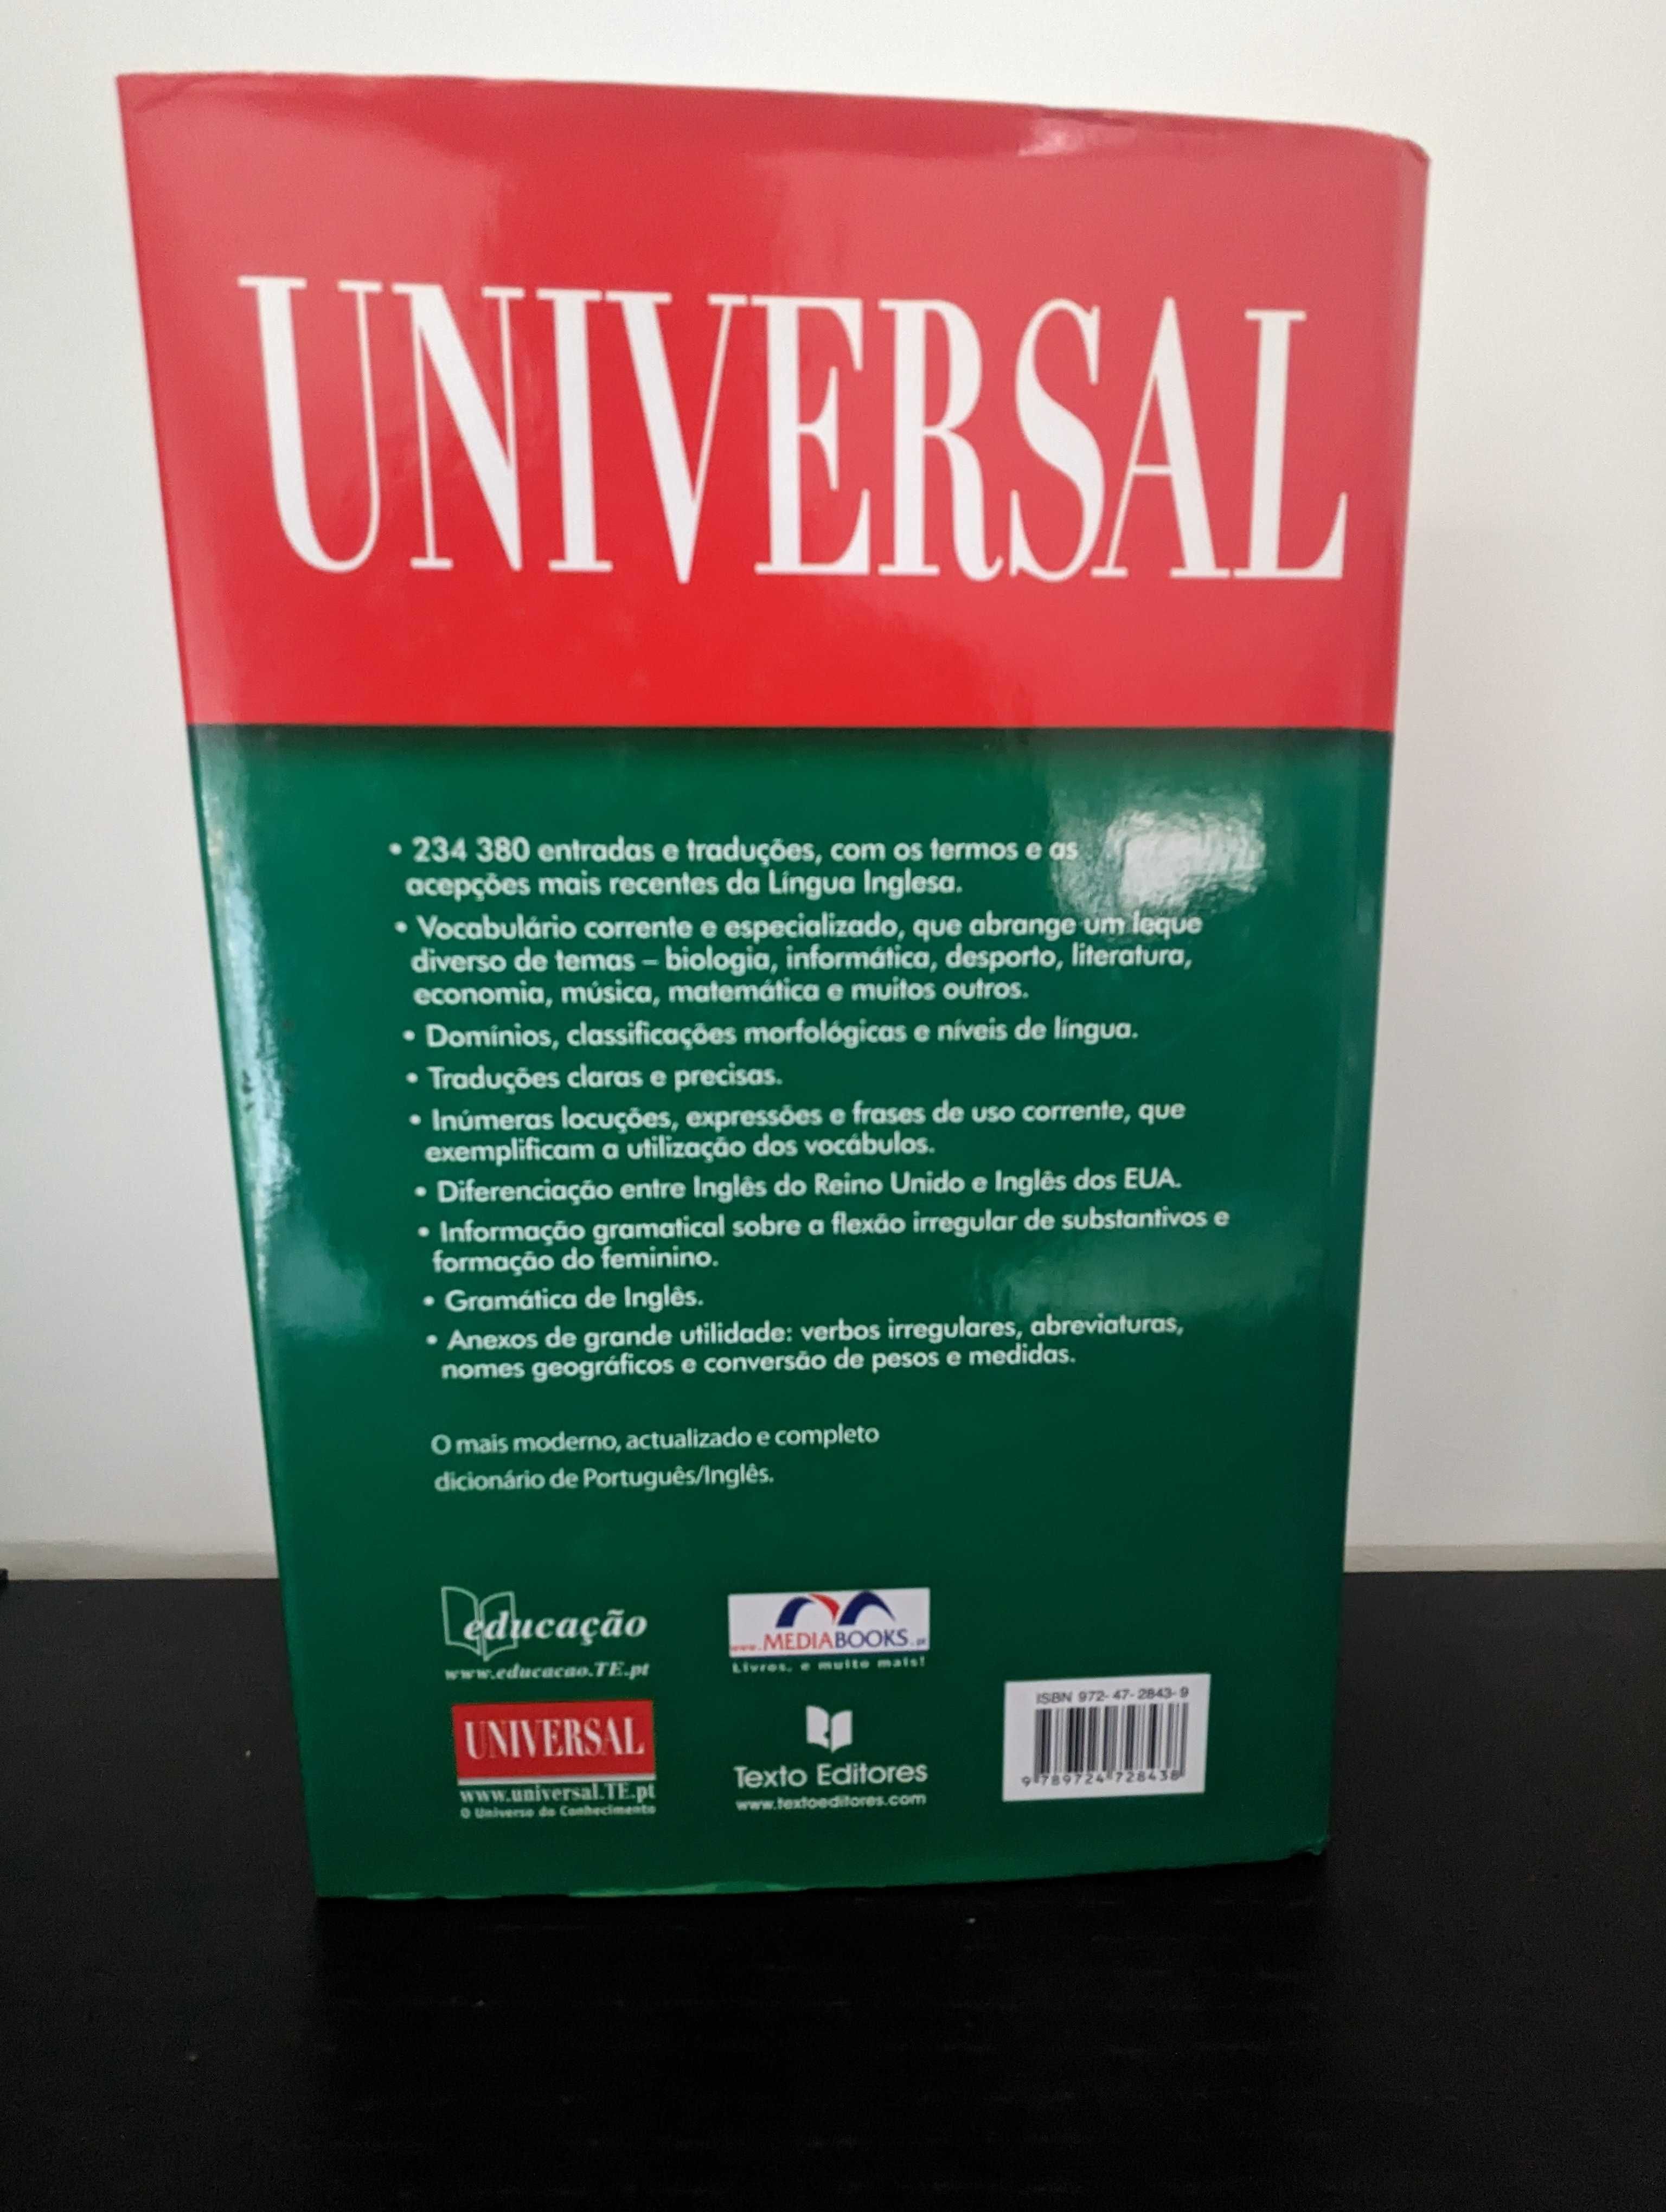 UNIVERSAL
• 234 380 entradas e traduções, com os termos e as
acepções mais recentes da Língua Inglesa.
• Vocabulário corrente e especializado, que abrange um leque
diverso de temas – biologia, informática, desporto, literatura,
economia, música, matemática e muitos outros.
• Domínios, classificações morfológicas e níveis de língua.
• Traduções claras e precisas.
• Inúmeras locuções, expressões e frases de uso corrente, que
exemplificam a utilização dos vocábulos.
• Diferenciação entre Inglês do Reino Unido e Inglês dos EUA.
• Informação gramatical sobre a flexão irregular de substantivos e
formação do feminino.
• Gramática de Inglês.
• Anexos de grande utilidade: verbos irregulares, abreviaturas,
nomes geográficos e conversão de pesos e medidas.
O mais moderno, actualizado e completo
dicionário de Português/Inglês.
educação
www.educacao.TE.pt
www.MEDIABOOKS.pt
Livros, e muito mais!
UNIVERSAL
www.universal.TE.pt
O Universo do Conhecimento
Texto Editores
www.textoeditores.com
ISBN 972-47-2843-9
9 789724 728438